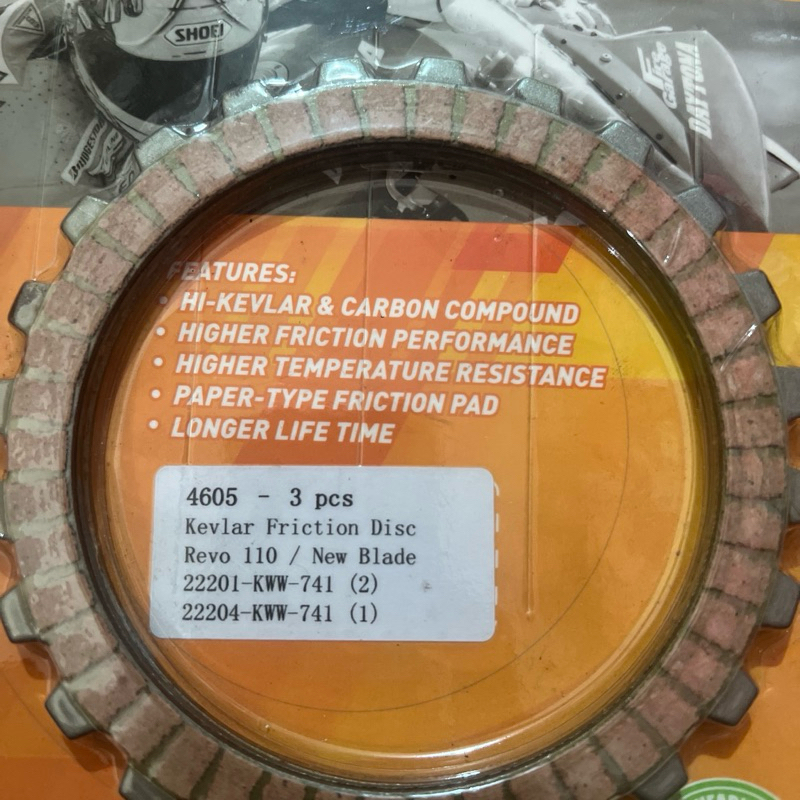 SHOEI
BRIDGESTONE
DAYTONA
FEATURES:
• HI-KEVLAR & CARBON COMPOUND
• HIGHER FRICTION PERFORMANCE
• HIGHER TEMPERATURE RESISTANCE
• PAPER-TYPE FRICTION PAD
• LONGER LIFE TIME
4605 - 3 pcs
Kevlar Friction Disc
Revo 110 / New Blade
22201-KWW-741 (2)
22204-KWW-741 (1)